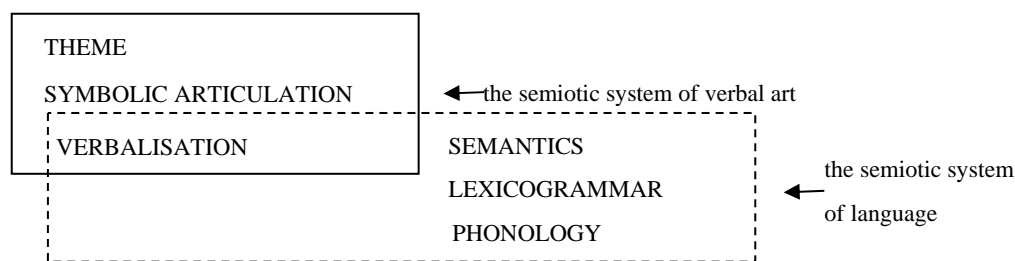 THEME
SYMBOLIC ARTICULATION
the semiotic system of verbal art
VERBALISATION
SEMANTICS
LEXICOGRAMMAR
PHONOLOGY
the semiotic system
of language